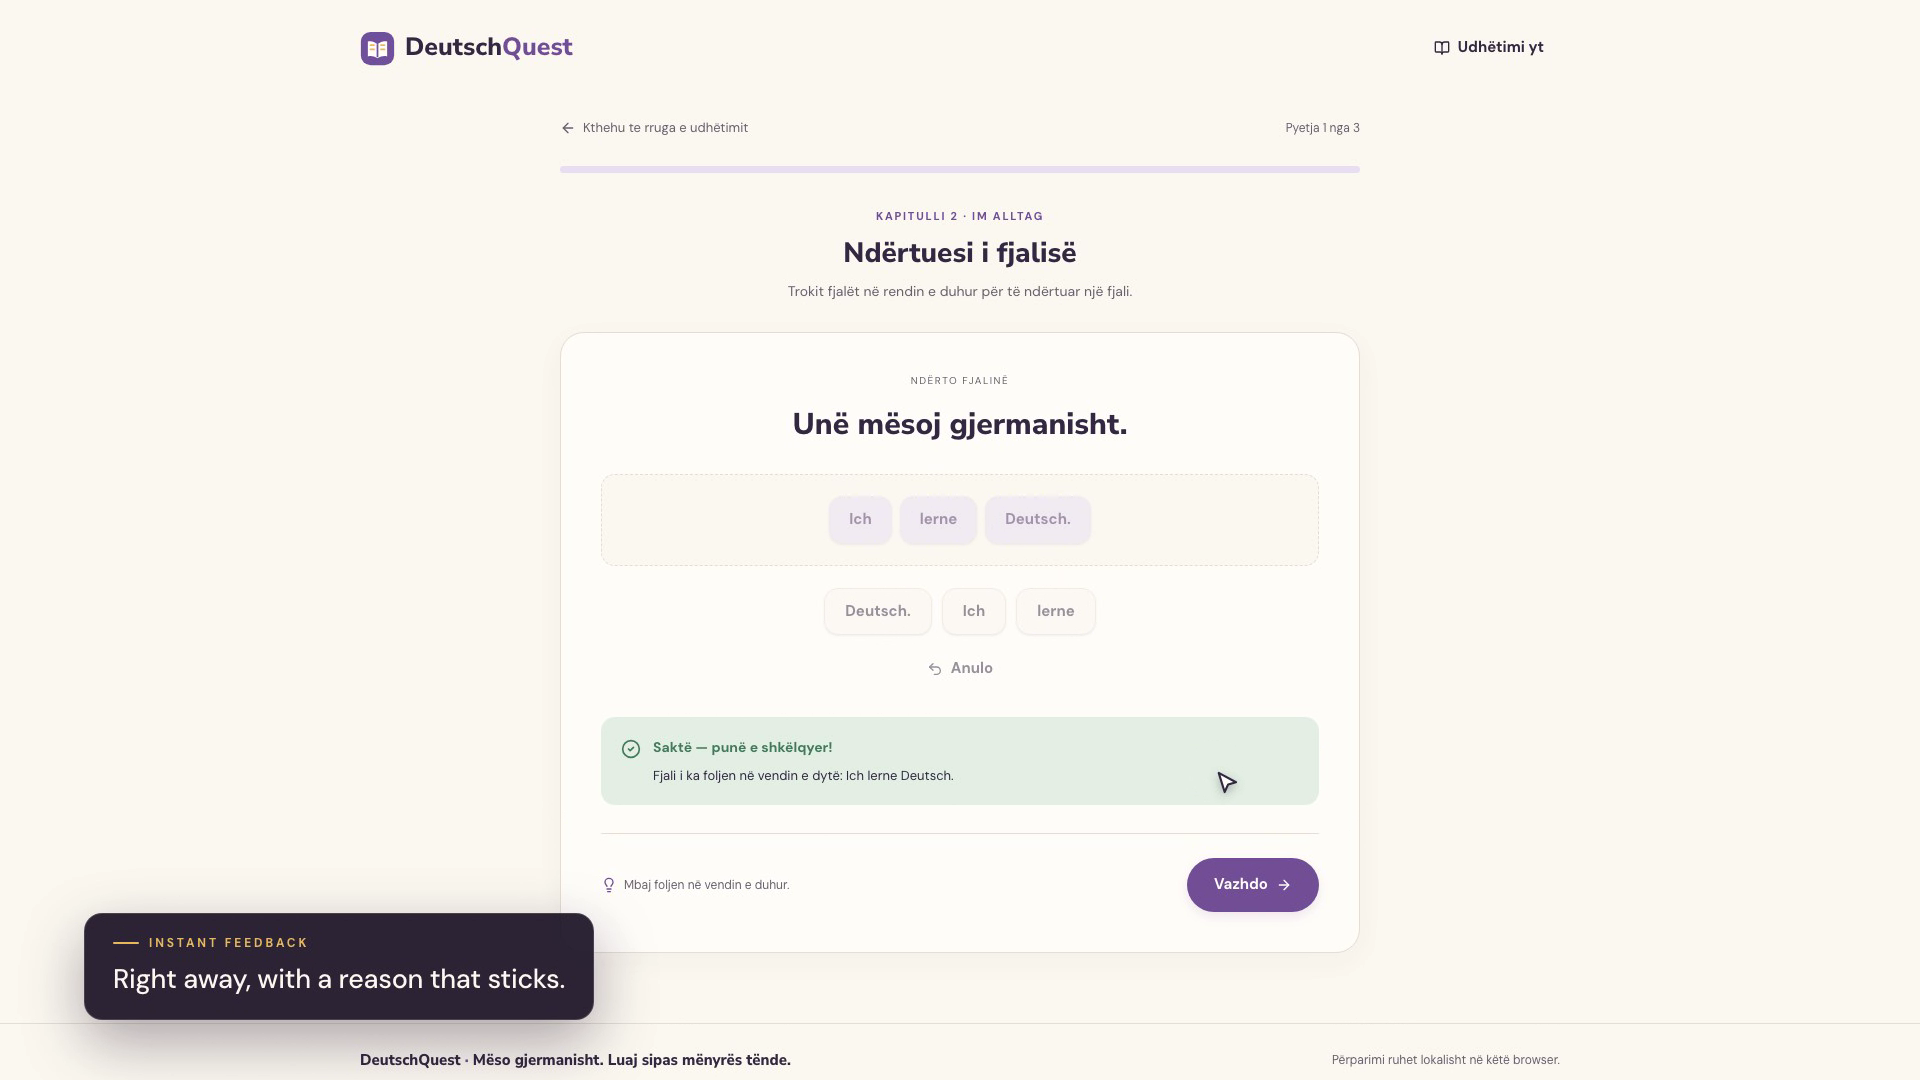 DeutschQuest
Udhëtimi yt
Kthehu te rruga e udhëtimit
Pyetja 1 nga 3
KAPITULLI 2 · IM ALLTAG
Ndërtuesi i fjalisë
Trokit fjalët në rendin e duhur për të ndërtuar një fjali.
NDËRTO FJALINË
Unë mësoj gjermanisht.
Ich lerne Deutsch.
Deutsch. Ich lerne
Anulo
Saktë — punë e shkëlqyer!
Fjali i ka foljen në vendin e dytë: Ich lerne Deutsch.
Mbaj foljen në vendin e duhur.
Vazhdo
INSTANT FEEDBACK
Right away, with a reason that sticks.
DeutschQuest · Mëso gjermanisht. Luaj sipas mënyrës tënde.
Përparimi ruhet lokalisht në këtë browser.